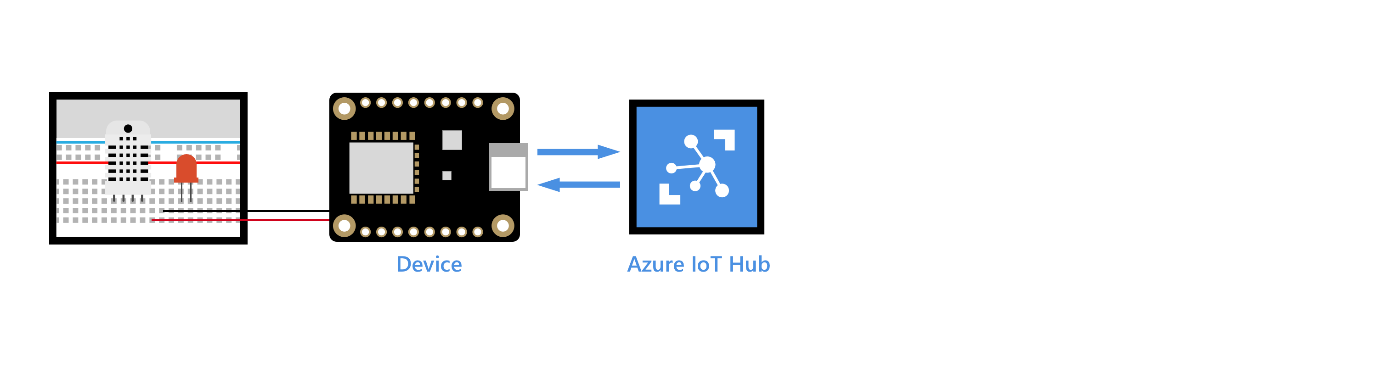 Device
Azure IoT Hub